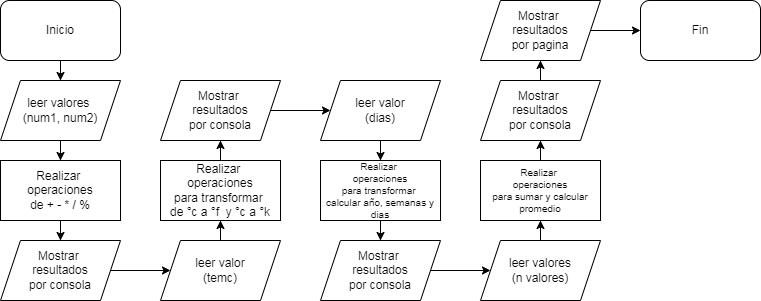 Inicio
leer valores
(num1, num2)
Realizar
operaciones
de + - * / %
Mostrar
resultados
por consola
leer valor
(temc)
Realizar
operaciones
para transformar
de °c a °f y °c a °k
Mostrar
resultados
por consola
leer valor
(dias)
Realizar
operaciones
para transformar
calcular año, semanas y
dias
Mostrar
resultados
por consola
leer valores
(n valores)
Realizar
operaciones
para sumar y calcular
promedio
Mostrar
resultados
por consola
Mostrar
resultados
por pagina
Fin